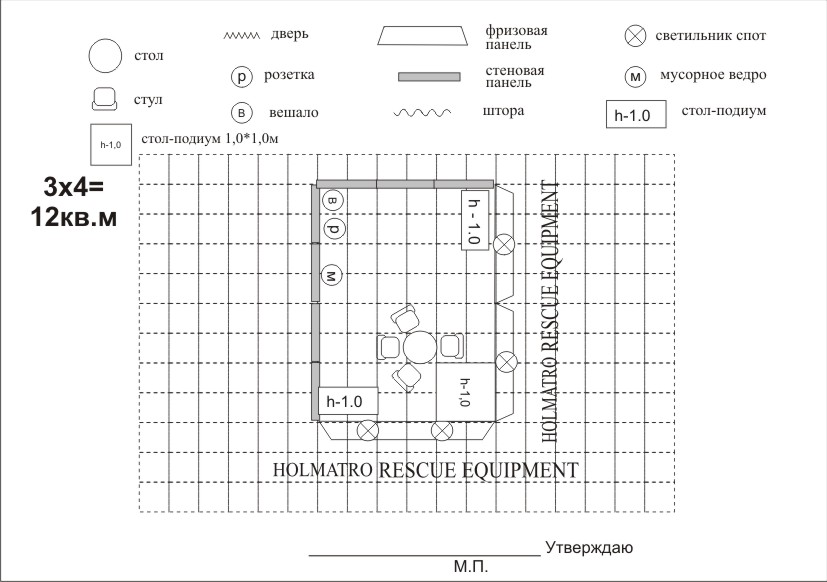 стол
стул
h-1,0
стол-подиум 1,0*1,0м
дверь
р
розетка
в
вешало
фризовая
панель
стеновая
панель
штора
светильник спот
м
мусорное ведро
h-1.0
стол-подиум
3х4=
12кв.м
в
р
м
h - 1.0
h-1.0
h-1,0
HOLMATRO RESCUE EQUIPMENT
HOLMATRO RESCUE EQUIPMENT
Утверждаю
М.П.